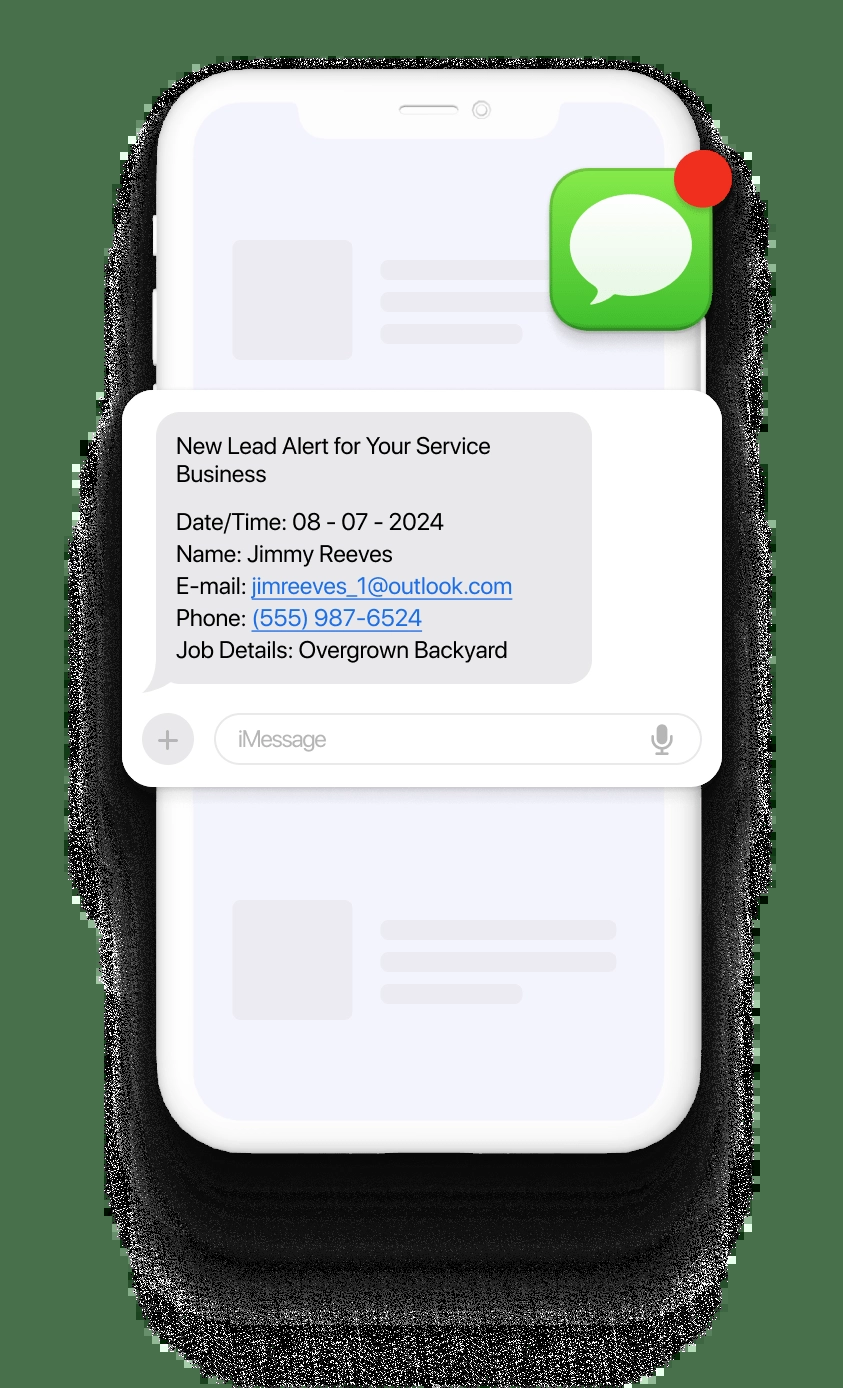 New Lead Alert for Your Service
Business
Date/Time: 08 - 07 - 2024
Name: Jimmy Reeves
E-mail: jimreeves_1@outlook.com
Phone: (555) 987-6524
Job Details: Overgrown Backyard
iMessage